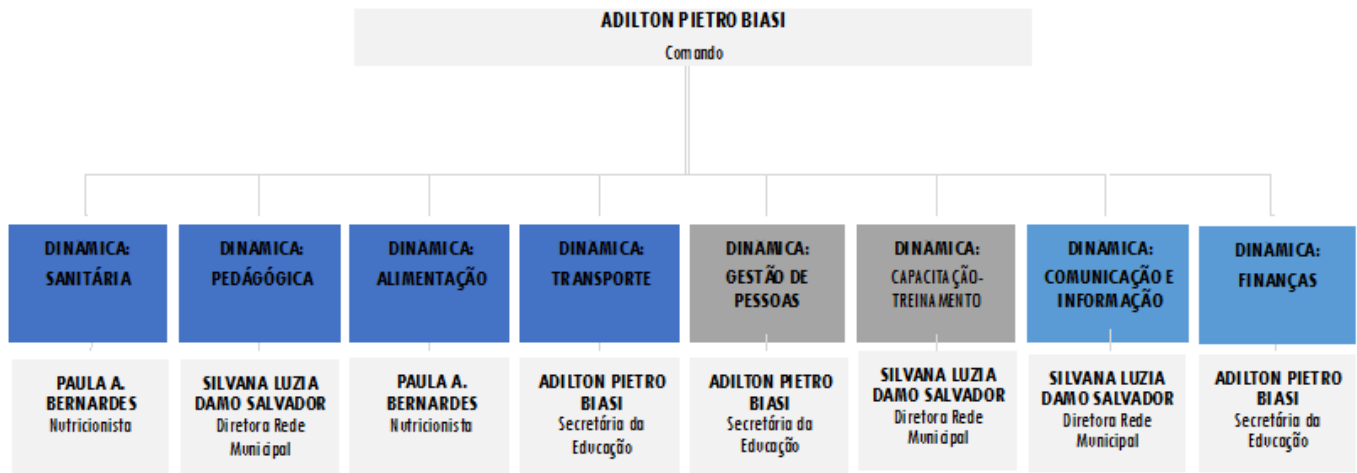 ADILTON PIETRO BIASI
Comando
DINAMICA:
SANITÁRIA
DINAMICA:
PEDÁGÓGICA
DINAMICA:
ALIMENTAÇÃO
DINAMICA:
TRANSPORTE
DINAMICA:
GESTÃO DE
PESSOAS
DINAMICA:
CAPACITAÇÃO-
TREINAMENTO
DINAMICA:
COMUNICAÇÃO E
INFORMAÇÃO
DINAMICA:
FINANÇAS
PAULA A.
BERNARDES
Nutricionista
SILVANA LUZIA
DAMO SALVADOR
Diretora Rede
Municipal
PAULA A.
BERNARDES
Nutricionista
ADILTON PIETRO
BIASI
Secretária da
Educação
ADILTON PIETRO
BIASI
Secretária da
Educação
SILVANA LUZIA
DAMO SALVADOR
Diretora Rede
Municipal
SILVANA LUZIA
DAMO SALVADOR
Diretora Rede
Municipal
ADILTON PIETRO
BIASI
Secretária da
Educação